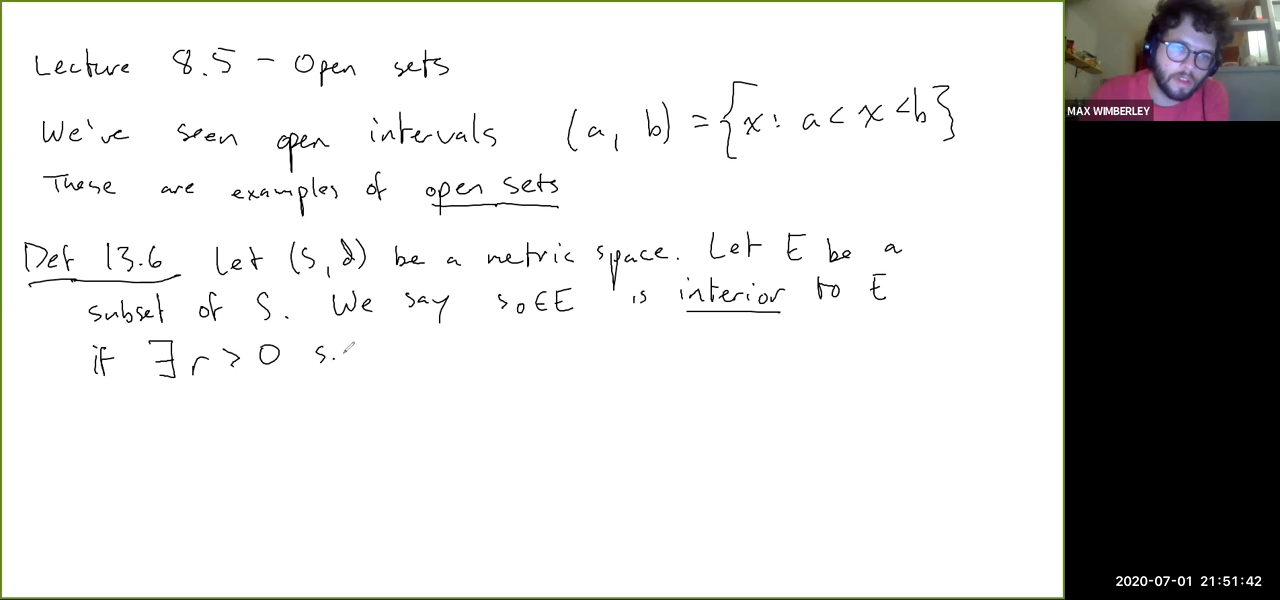 Lecture 8.5 - Open sets
We've seen open intervals (a, b) = {x: a < x < b}
These are examples of open sets
Def 13.6 Let (S, d) be a metric space. Let E be a
subset of S. We say s₀∈E is interior to E
if ∃ r > 0 s.
MAX WIMBERLEY
2020-07-01 21:51:42